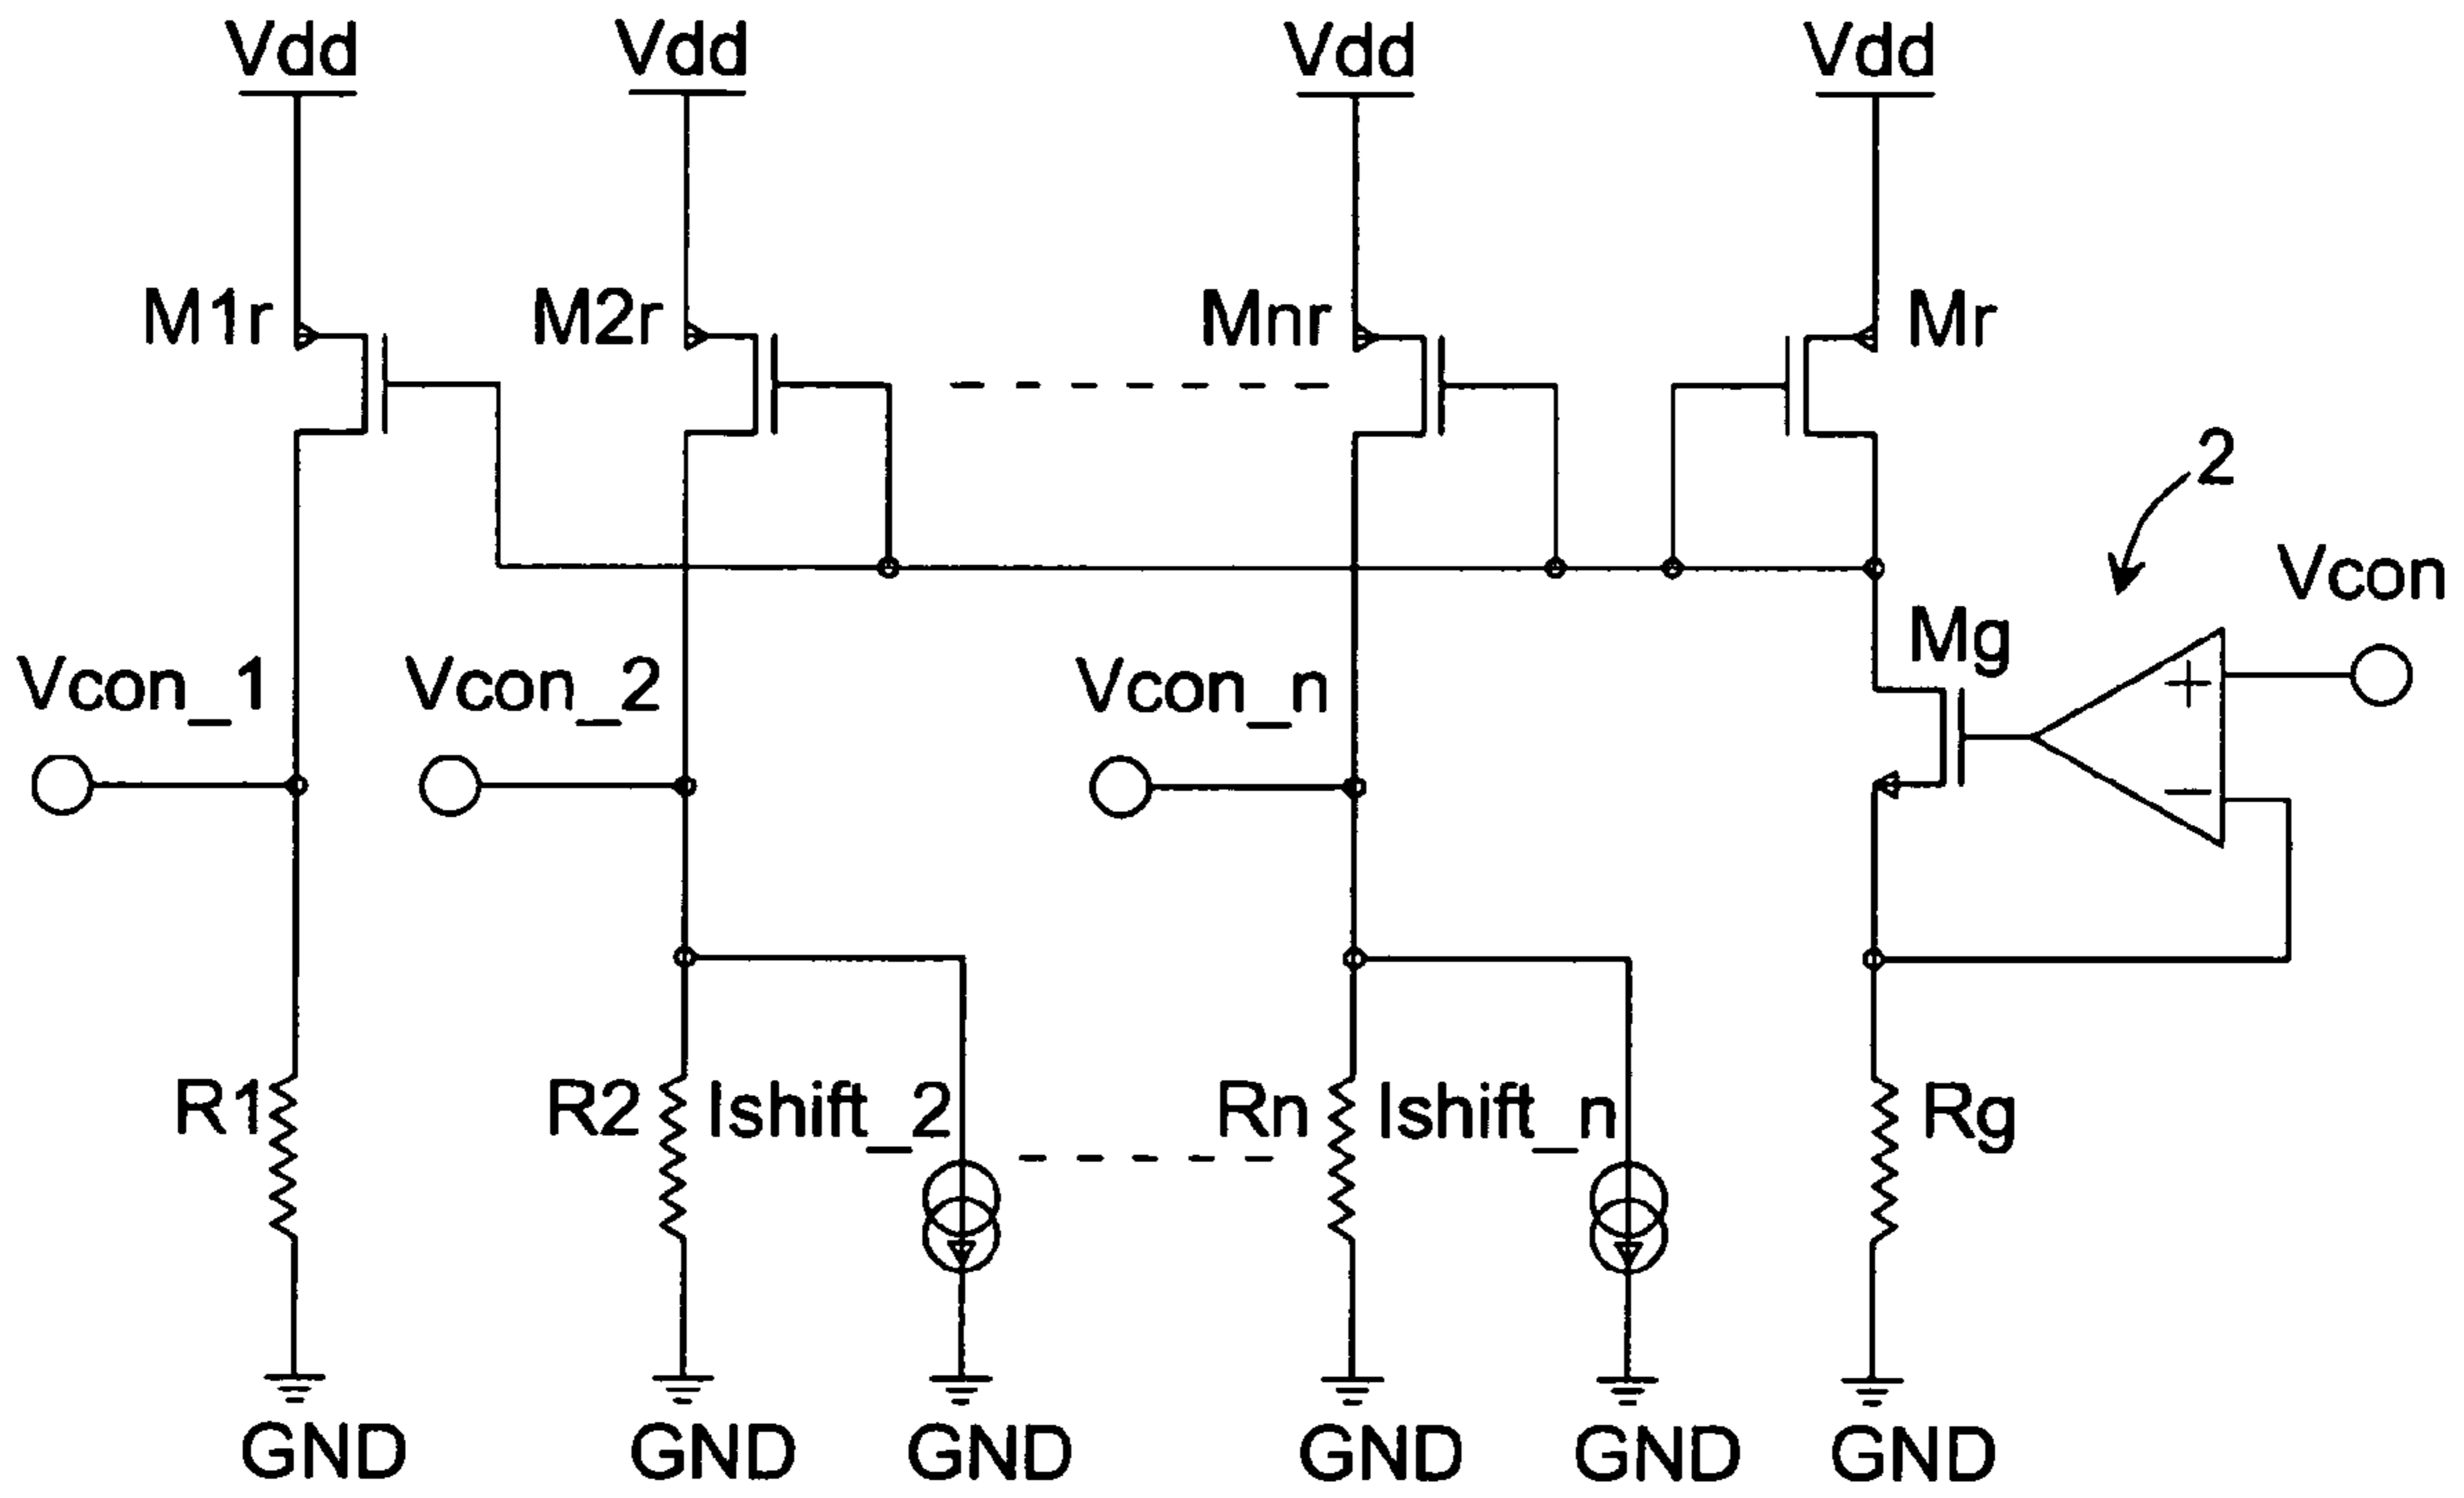 Vdd Vdd Vdd Vdd
M1r M2r Mnr Mr
2
Vcon
Mg
Vcon_1 Vcon_2 Vcon_n
+
−
R1 R2 Ishift_2 Rn Ishift_n Rg
GND GND GND GND GND GND